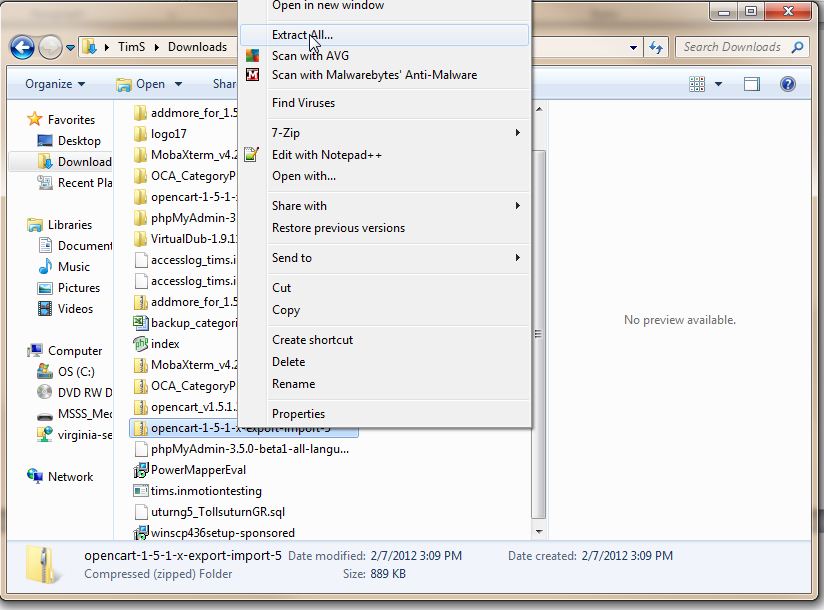 Open in new window
Extract All...
Scan with AVG
Scan with Malwarebytes' Anti-Malware
Find Viruses
7-Zip
Edit with Notepad++
Open with...
Share with
Restore previous versions
Send to
Cut
Copy
Create shortcut
Delete
Rename
Properties
TimS
Downloads
Search Downloads
Organize
Open
Shar
Favorites
Desktop
Download
Recent Pla
Libraries
Document
Music
Pictures
Videos
Computer
OS (C:)
DVD RW D
MSSS_Med
virginia-se
Network
addmore_for_1.5
logo17
MobaXterm_v4.2
OCA_CategoryP
opencart-1-5-1-
phpMyAdmin-3
VirtualDub-1.9.1
accesslog_tims.i
accesslog_tims.i
addmore_for_1.5
backup_categori
index
MobaXterm_v4.2
OCA_CategoryP
opencart_v1.5.1.
opencart-1-5-1-x-export-import-5
phpMyAdmin-3.5.0-beta1-all-langu...
PowerMapperEval
tims.inmotiontesting
uturng5_TollsuturnGR.sql
winscp436setup-sponsored
No preview available.
opencart-1-5-1-x-export-import-5 Date modified: 2/7/2012 3:09 PM Date created: 2/7/2012 3:09 PM
Compressed (zipped) Folder Size: 889 KB